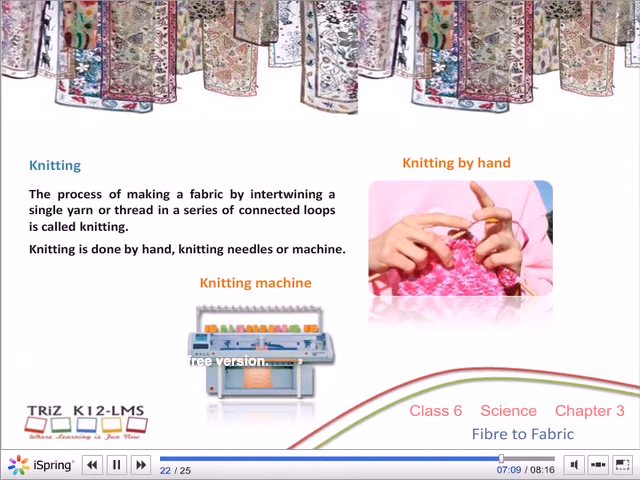 Knitting
The process of making a fabric by intertwining a
single yarn or thread in a series of connected loops
is called knitting.
Knitting is done by hand, knitting needles or machine.
Knitting by hand
Knitting machine
free version.
TRiZ K12-LMS
Where Learning is Fun Now
Class 6 Science Chapter 3
Fibre to Fabric
iSpring
22 / 25
07:09 / 08:16